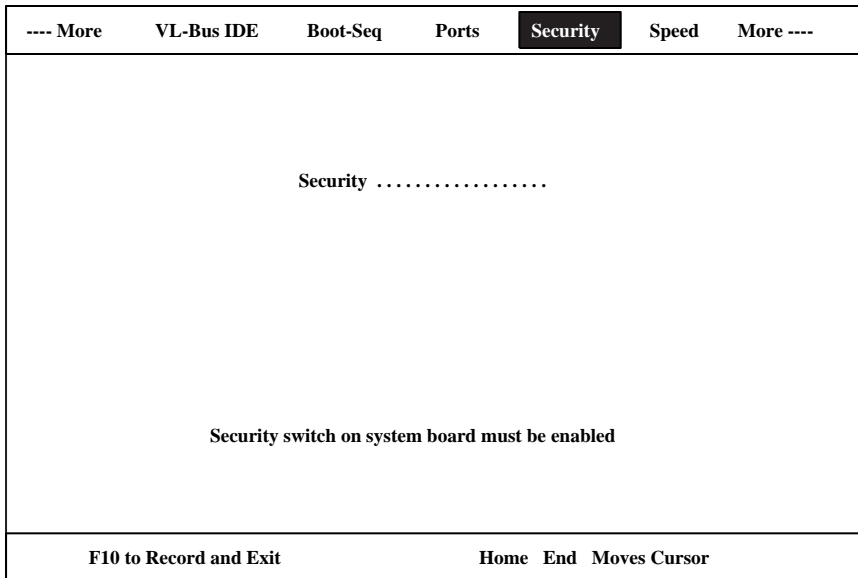 ---- More VL-Bus IDE Boot-Seq Ports Security Speed More ----
Security . . . . . . . . . . . . . . . . . .
Security switch on system board must be enabled
F10 to Record and Exit Home End Moves Cursor